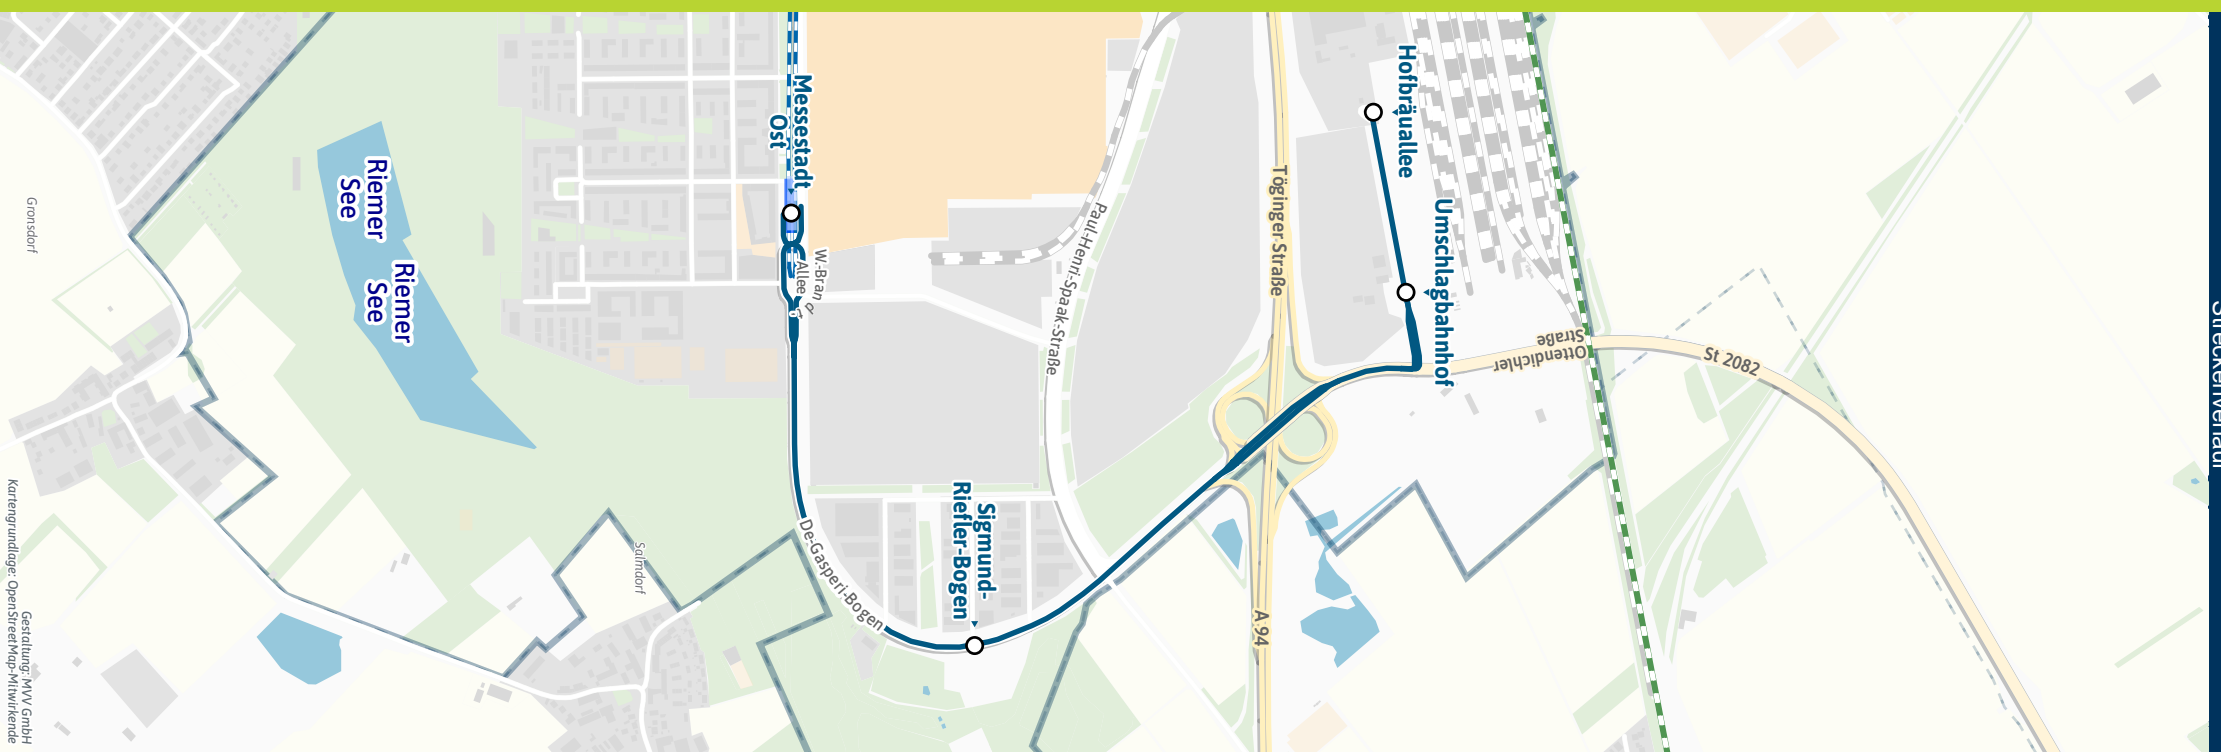 Gronsdorf
Riemer
See
Riemer
See
Messestadt
Ost
W.-Brandt
Allee
Hofbräuallee
Umschlagbahnhof
Töginger-Straße
Paul-Henri-Spaak-Straße
Ottendichler
Straße
St 2082
Sigmund-
Riefler-Bogen
De-Gasperi-Bogen
A 94
Salmdorf
Gestaltung: MVV GmbH
Kartengrundlage: OpenStreetMap-Mitwirkende